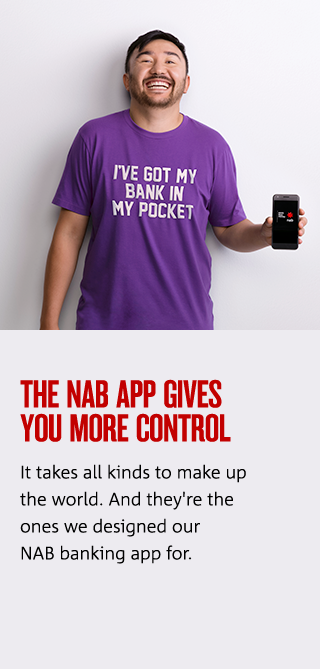 I'VE GOT MY
BANK IN
MY POCKET
nab
THE NAB APP GIVES
YOU MORE CONTROL
It takes all kinds to make up
the world. And they're the
ones we designed our
NAB banking app for.